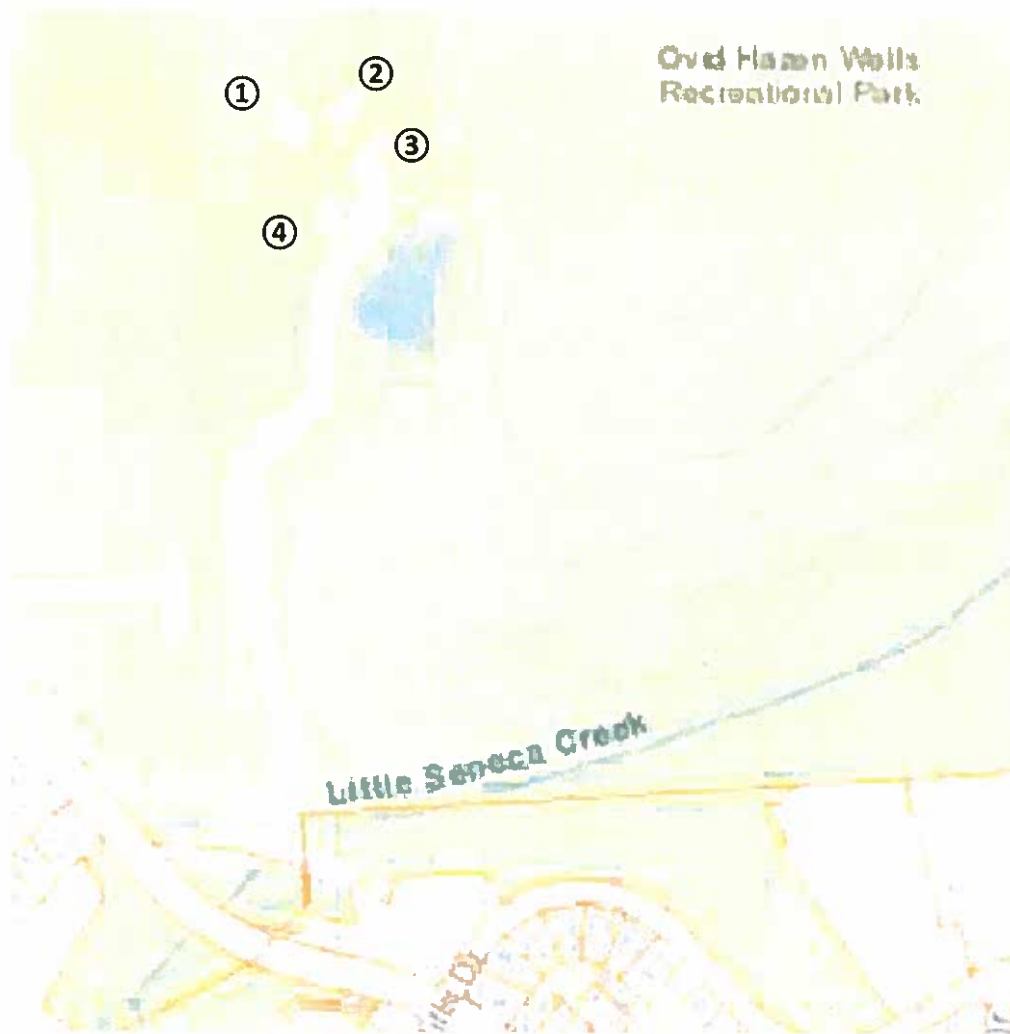 ①
②
③
④
Ovid Hazen Wells
Recreational Park
Little Seneca Creek